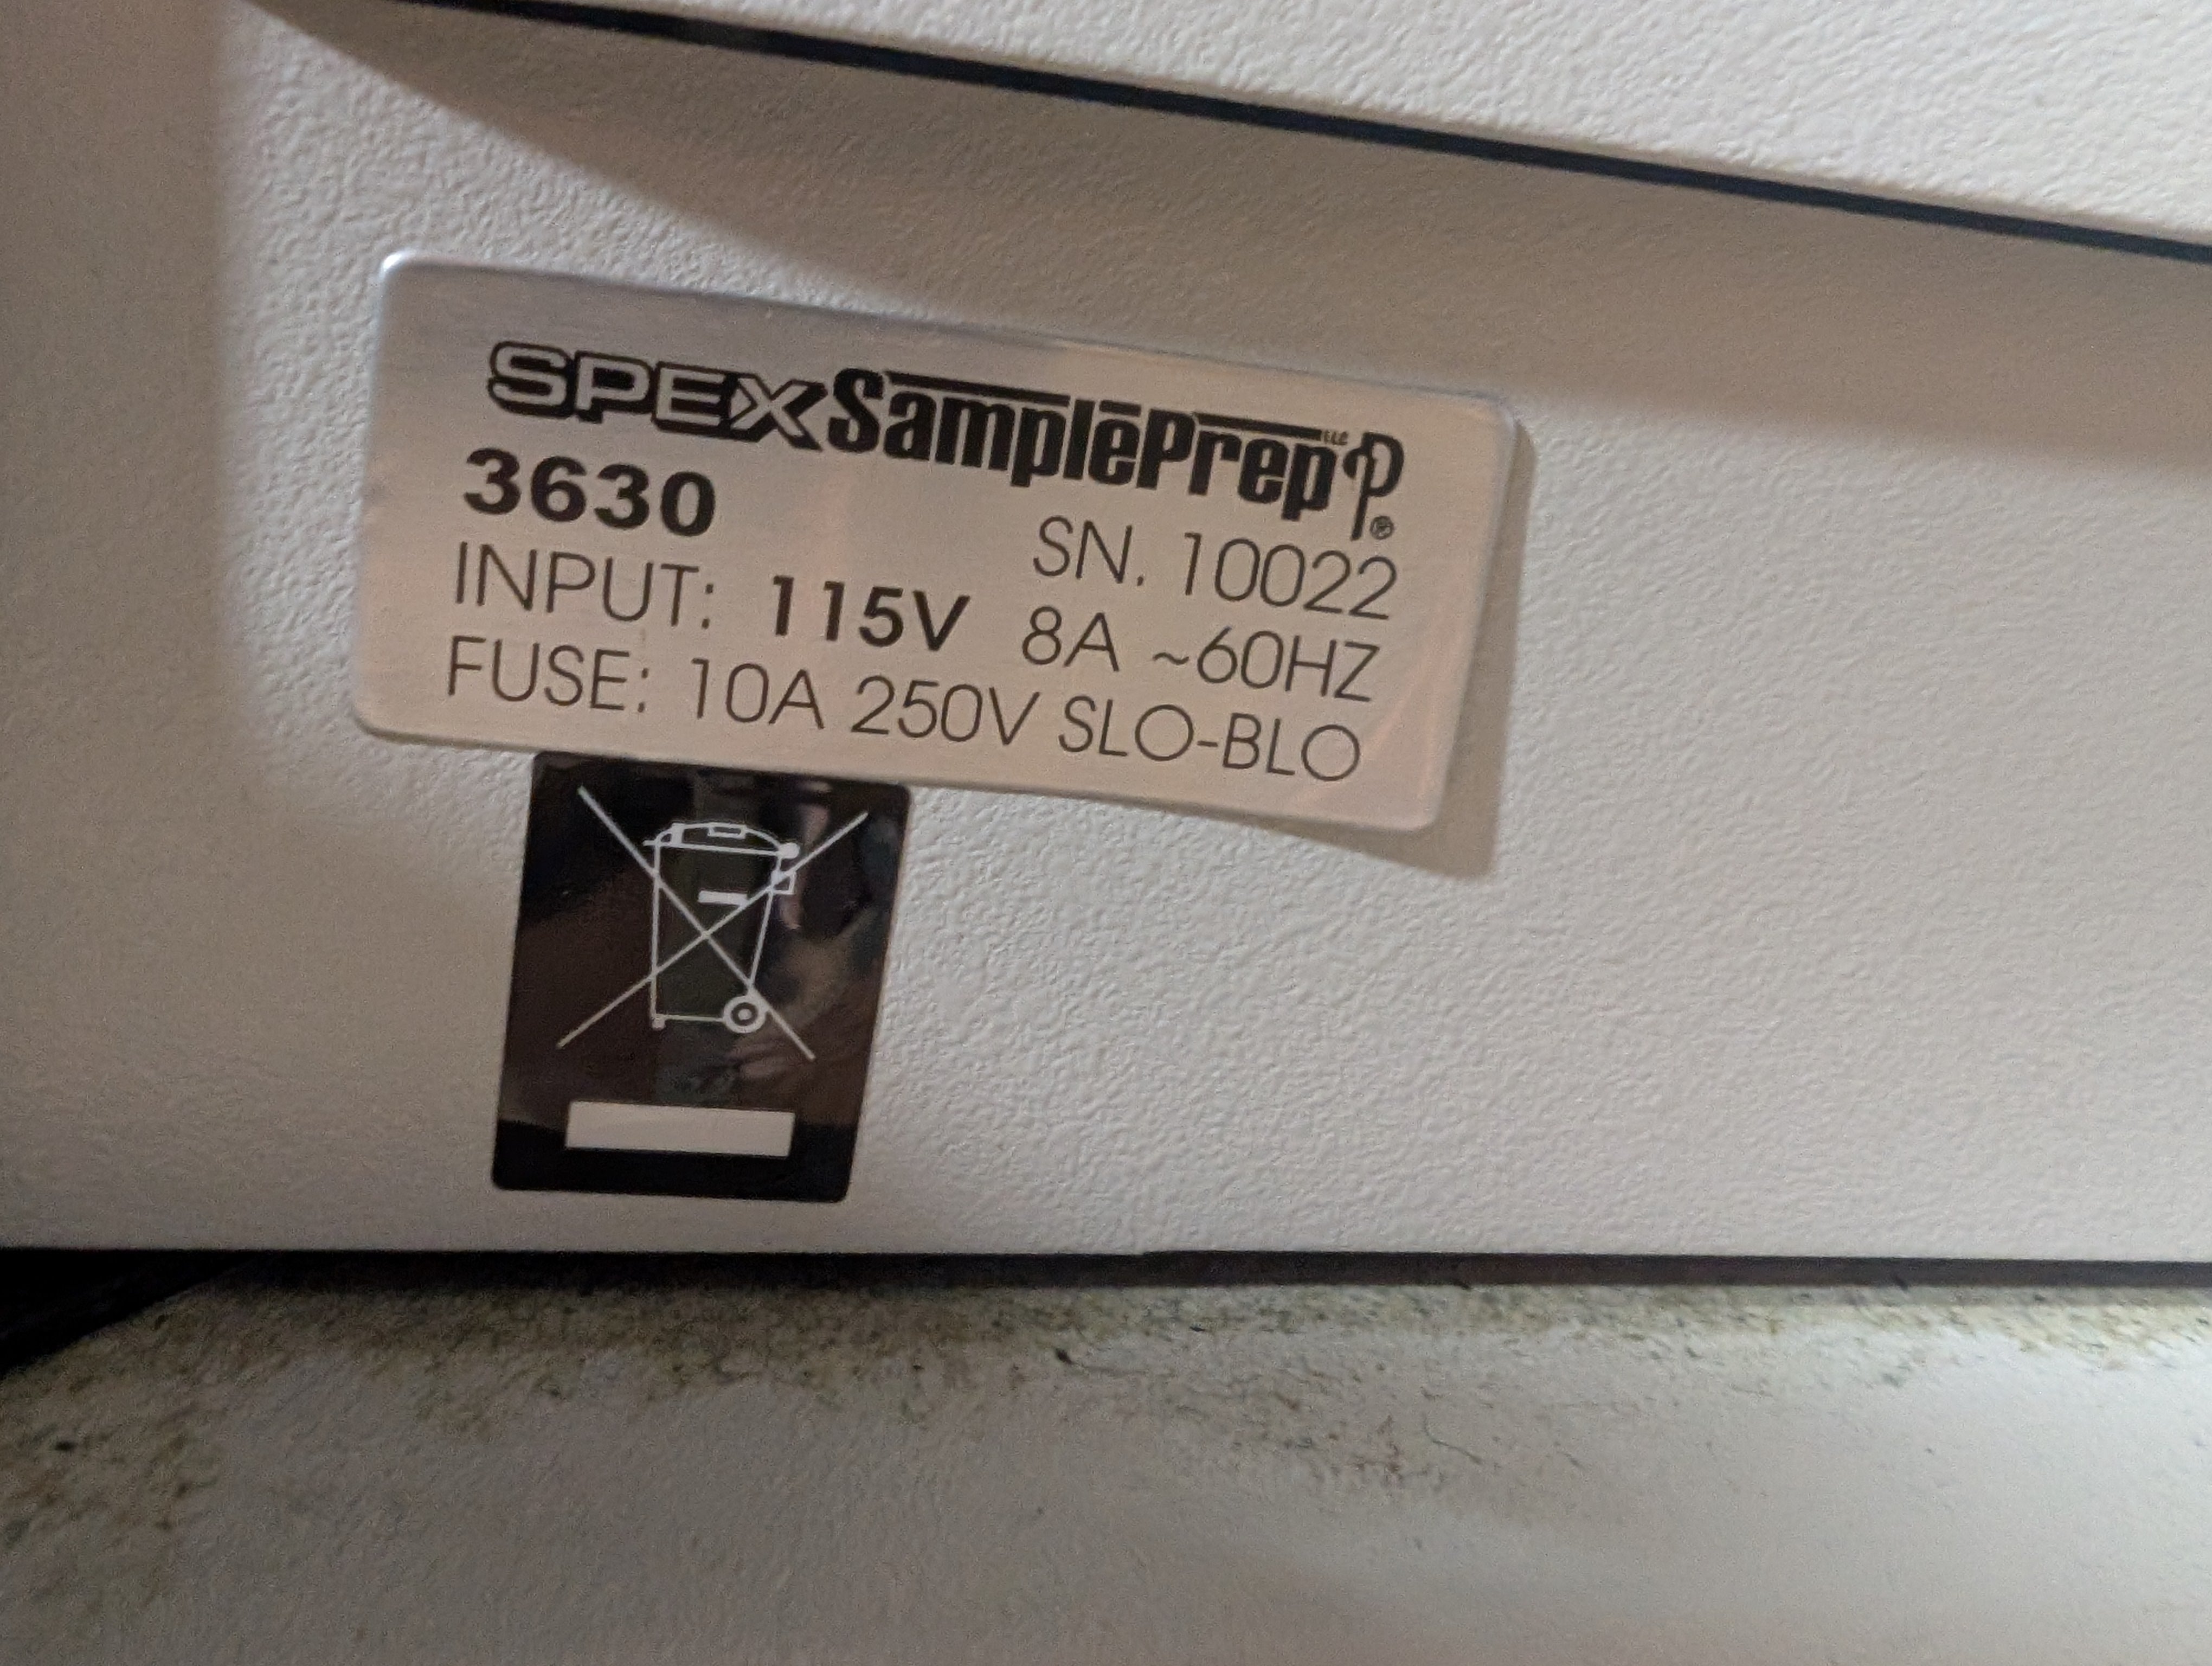 SPEX SamplePrep LLC P ®
3630
SN. 10022
INPUT: 115V 8A ~60HZ
FUSE: 10A 250V SLO-BLO